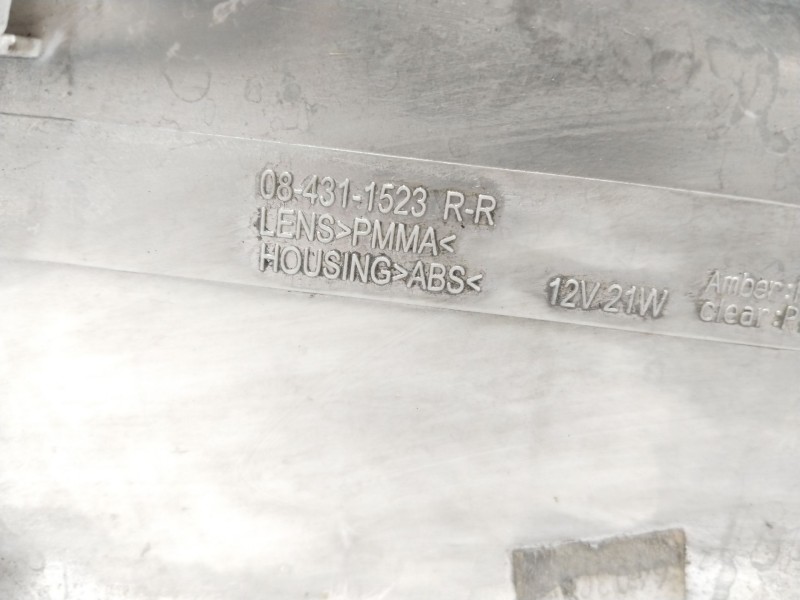 08-431-1523 R-R
LENS>PMMA<
HOUSING>ABS<
12V 21W
Amber:
Clear:P